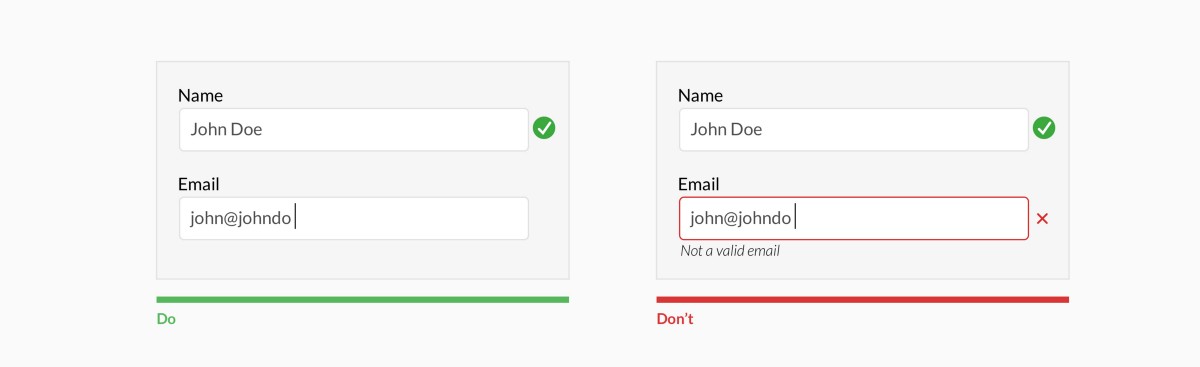 Name
John Doe
Email
john@johndo
Do
Name
John Doe
Email
john@johndo
Not a valid email
Don't